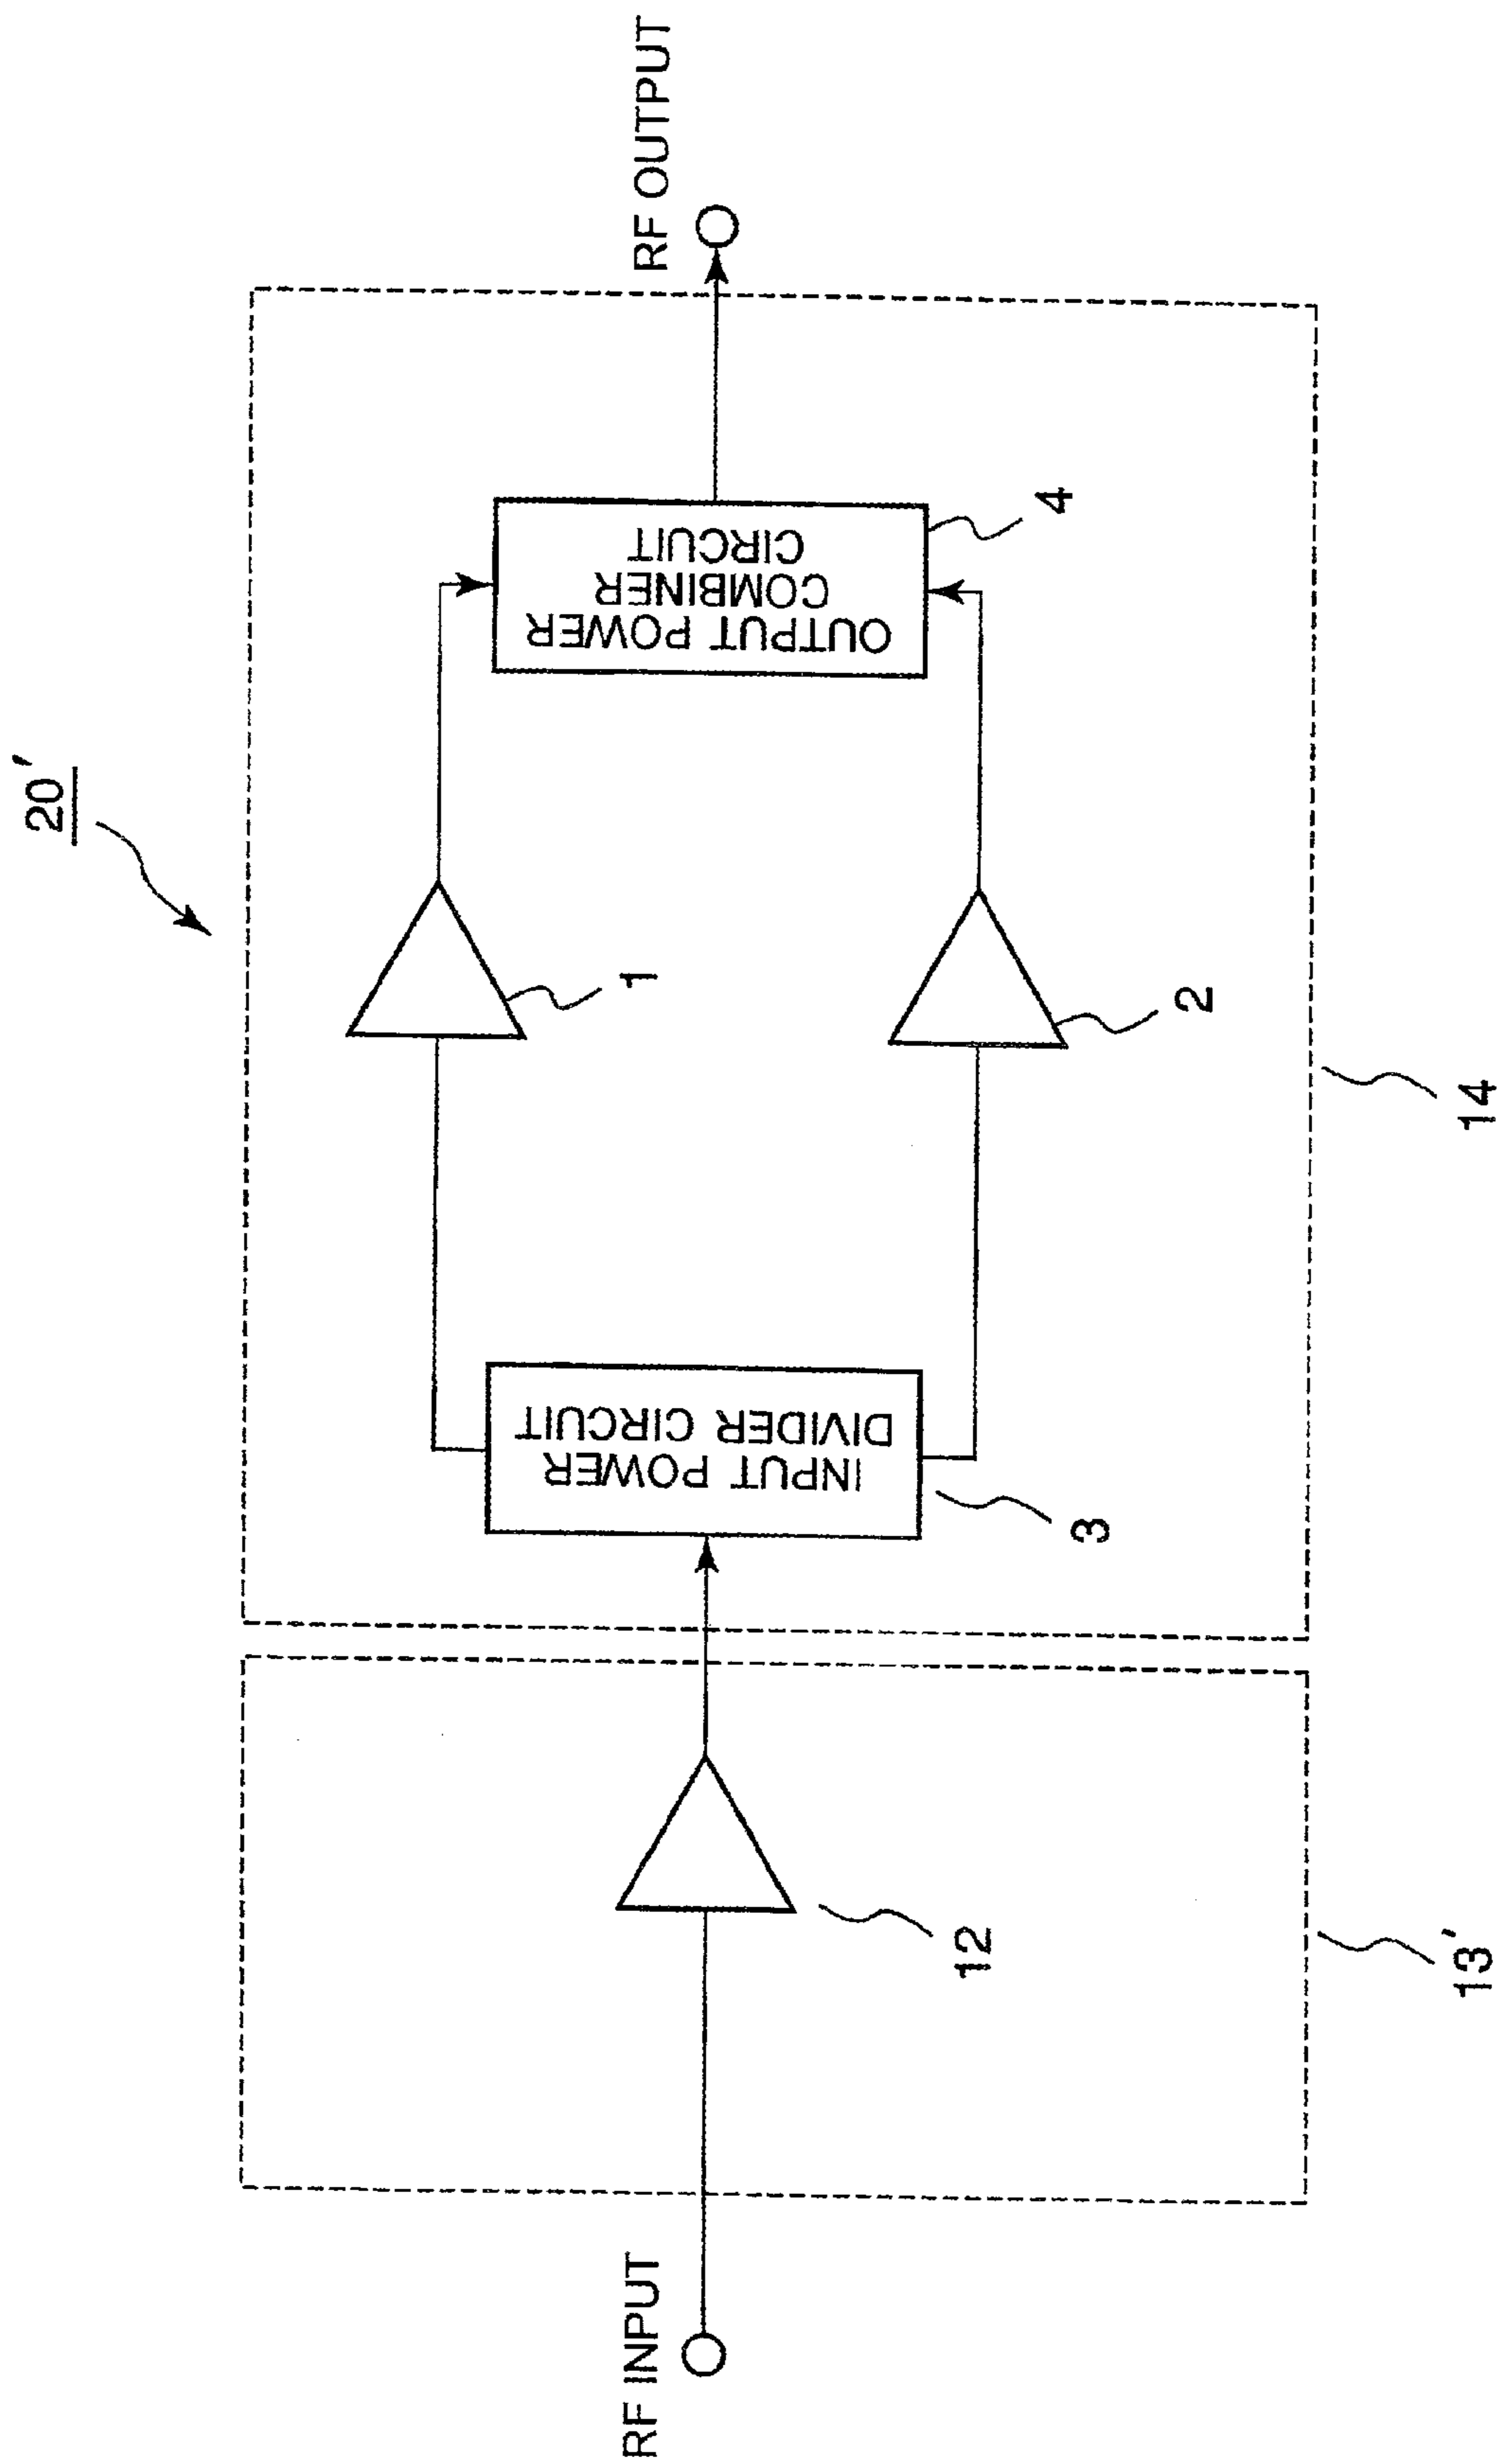 20'
RF INPUT
12
13'
INPUT POWER
DIVIDER CIRCUIT
3
1
2
14
OUTPUT POWER
COMBINER
CIRCUIT
4
RF OUTPUT